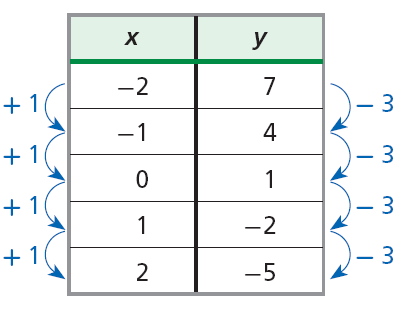 x y
−2 7
+ 1 − 3
−1 4
+ 1 − 3
0 1
+ 1 − 3
1 −2
+ 1 − 3
2 −5